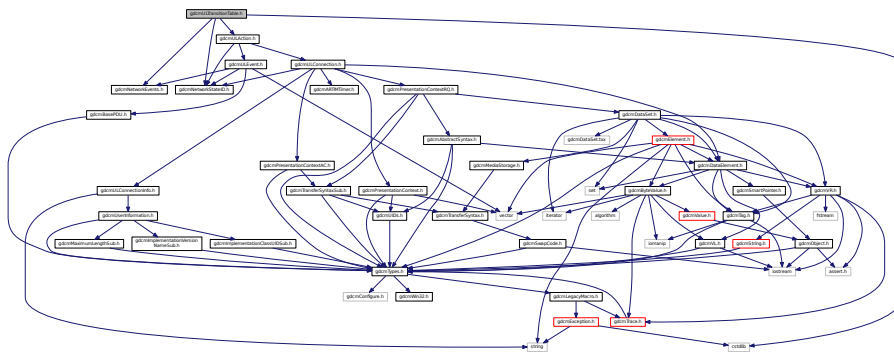 gdcmULTransitionTable.h
gdcmULAction.h
gdcmULEvent.h
gdcmULConnection.h
gdcmNetworkEvents.h
gdcmNetworkStateID.h
gdcmARTIMTimer.h
gdcmPresentationContextRQ.h
gdcmBasePDU.h
gdcmDataSet.h
gdcmAbstractSyntax.h
gdcmDataSet.txx
gdcmElement.h
gdcmPresentationContextAC.h
gdcmMediaStorage.h
gdcmDataElement.h
gdcmULConnectionInfo.h
gdcmTransferSyntaxSub.h
gdcmPresentationContext.h
set
gdcmByteValue.h
gdcmSmartPointer.h
gdcmVR.h
gdcmUserInformation.h
gdcmUIDs.h
gdcmTransferSyntax.h
vector
iterator
algorithm
gdcmValue.h
gdcmTag.h
fstream
gdcmMaximumLengthSub.h
gdcmImplementationVersion
NameSub.h
gdcmImplementationClassUIDSub.h
gdcmSwapCode.h
iomanip
gdcmVL.h
gdcmString.h
gdcmObject.h
gdcmTypes.h
iostream
assert.h
gdcmConfigure.h
gdcmWin32.h
gdcmLegacyMacro.h
gdcmException.h
gdcmTrace.h
string
cstdlib